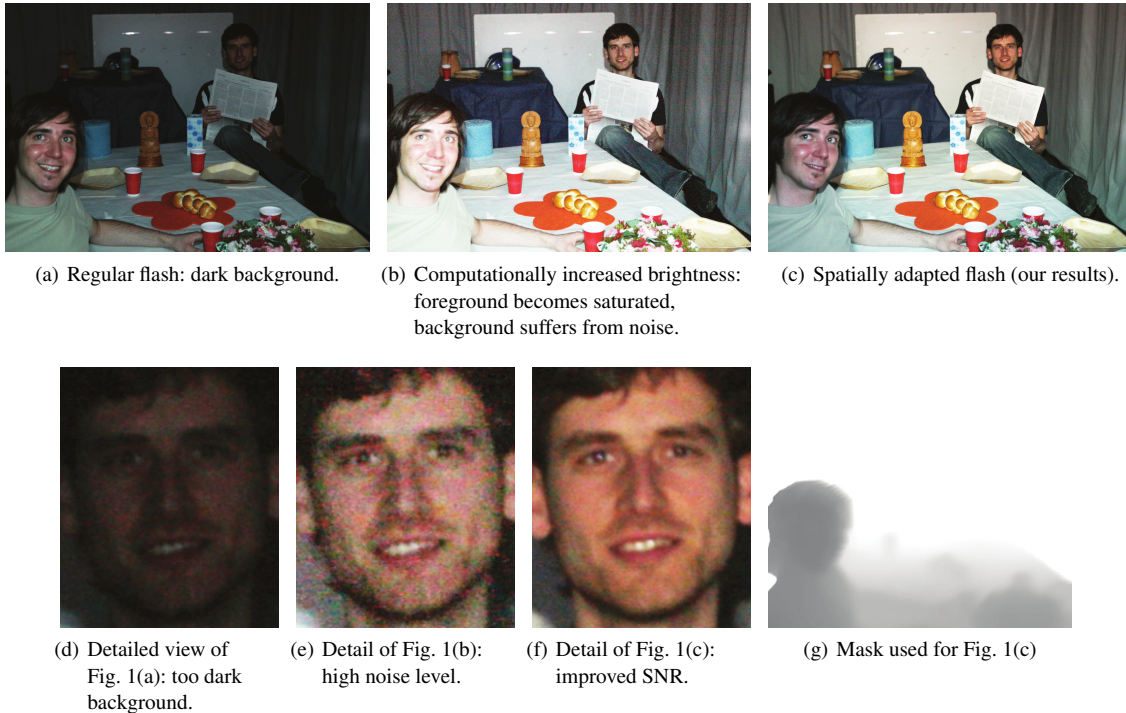 (a) Regular flash: dark background.
(b) Computationally increased brightness:
foreground becomes saturated,
background suffers from noise.
(c) Spatially adapted flash (our results).
(d) Detailed view of
Fig. 1(a): too dark
background.
(e) Detail of Fig. 1(b):
high noise level.
(f) Detail of Fig. 1(c):
improved SNR.
(g) Mask used for Fig. 1(c)